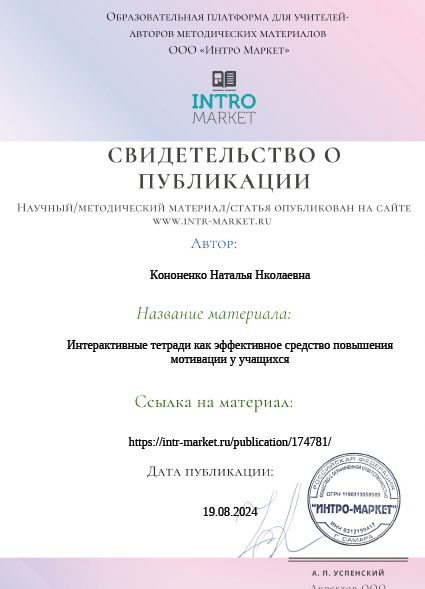 Образовательная платформа для учителей-
авторов методических материалов
ООО «Интро Маркет»
INTRO
MARKET
СВИДЕТЕЛЬСТВО О
ПУБЛИКАЦИИ
Научный/методический материал/статья опубликован на сайте
www.intr-market.ru
Автор:
Кононенко Наталья Нколаевна
Название материала:
Интерактивные тетради как эффективное средство повышения
мотивации у учащихся
Ссылка на материал:
https://intr-market.ru/publication/174781/
Дата публикации:
19.08.2024
РОССИЙСКАЯ ФЕДЕРАЦИЯ
ОГРН 1196313058589
"ИНТРО-МАРКЕТ"
ИНН 6312199417
Г. САМАРА
А. П. УСПЕНСКИЙ
Директор ООО